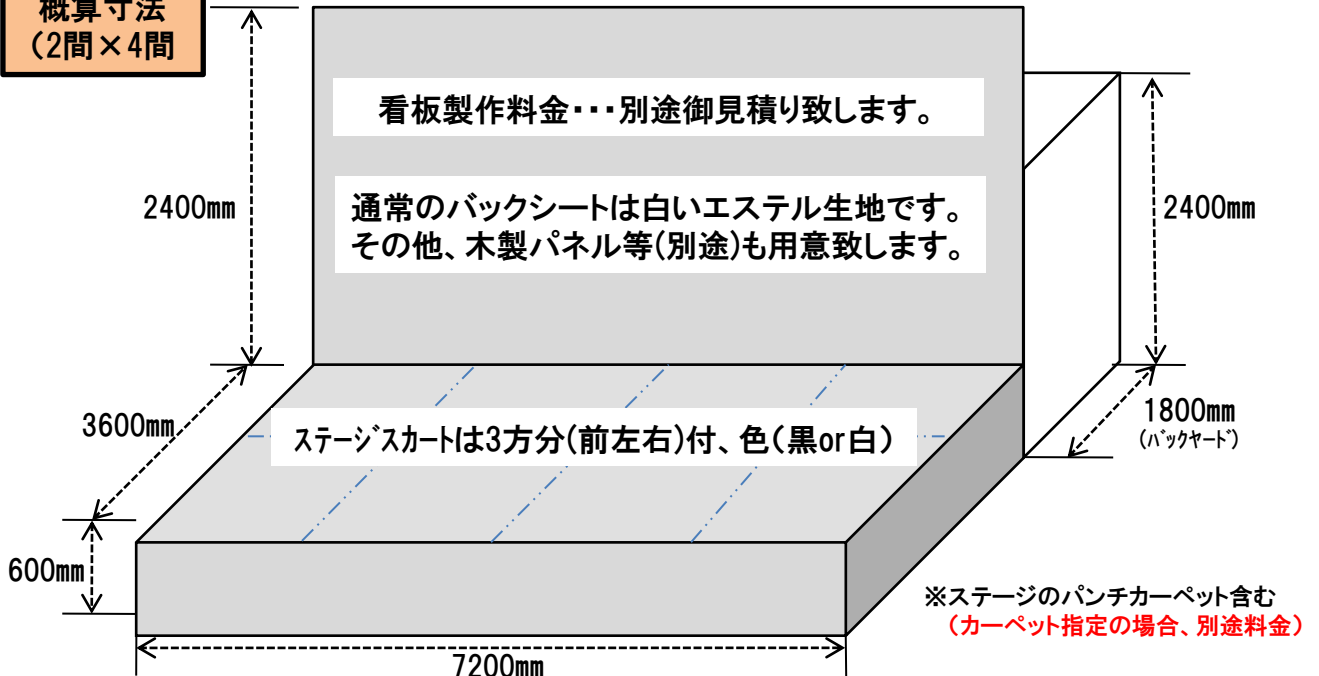 概算寸法
（2間×4間
看板製作料金・・・別途御見積り致します。
2400㎜
通常のバックシートは白いエステル生地です。
その他、木製パネル等(別途)も用意致します。
2400㎜
3600㎜
ステージスカートは3方分(前左右)付、色(黒or白)
1800㎜
(バックヤード)
600㎜
※ステージのパンチカーペット含む
（カーペット指定の場合、別途料金）
7200㎜